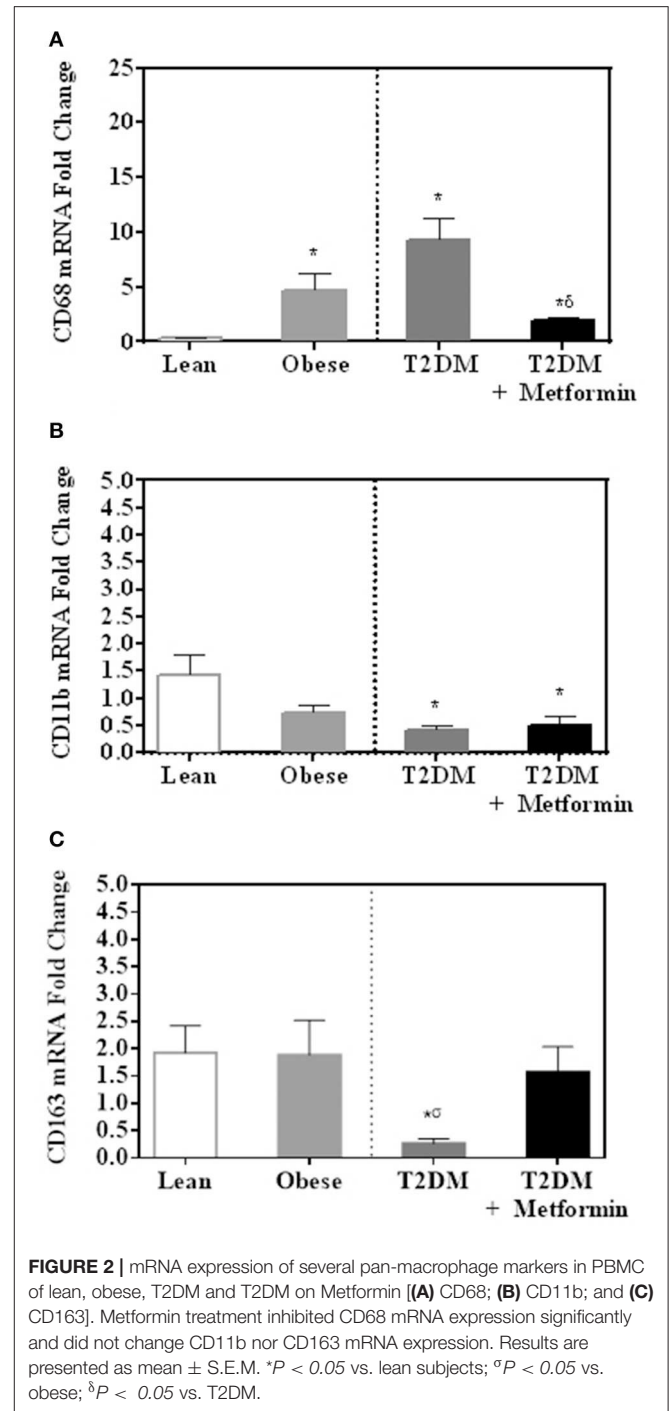 A
CD68 mRNA Fold Change
25
20
15
10
5
0
*
*
*δ
Lean Obese T2DM T2DM
+ Metformin
B
CD11b mRNA Fold Change
5.0
4.5
4.0
3.5
3.0
2.5
2.0
1.5
1.0
0.5
0.0
*
*
Lean Obese T2DM T2DM
+ Metformin
C
CD163 mRNA Fold Change
5.0
4.5
4.0
3.5
3.0
2.5
2.0
1.5
1.0
0.5
0.0
*σ
Lean Obese T2DM T2DM
+ Metformin
FIGURE 2 | mRNA expression of several pan-macrophage markers in PBMC
of lean, obese, T2DM and T2DM on Metformin [(A) CD68; (B) CD11b; and (C)
CD163]. Metformin treatment inhibited CD68 mRNA expression significantly
and did not change CD11b nor CD163 mRNA expression. Results are
presented as mean ± S.E.M. *P < 0.05 vs. lean subjects; σP < 0.05 vs.
obese; δP < 0.05 vs. T2DM.